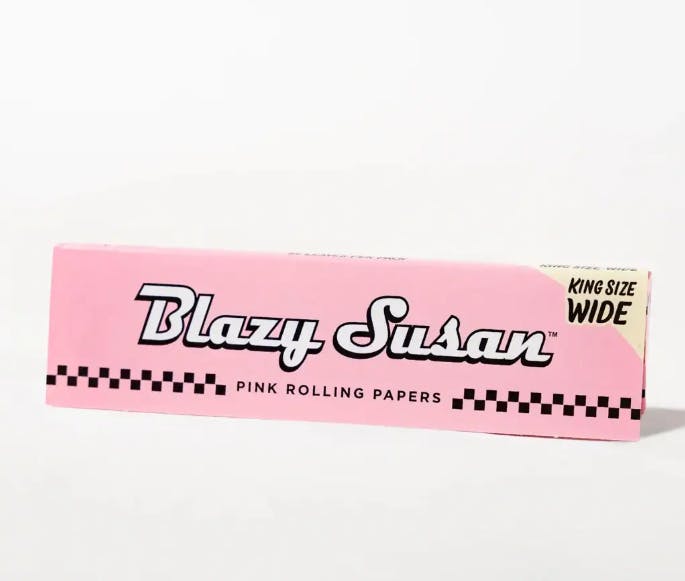 KING SIZE
WIDE
Blazy Susan™
PINK ROLLING PAPERS